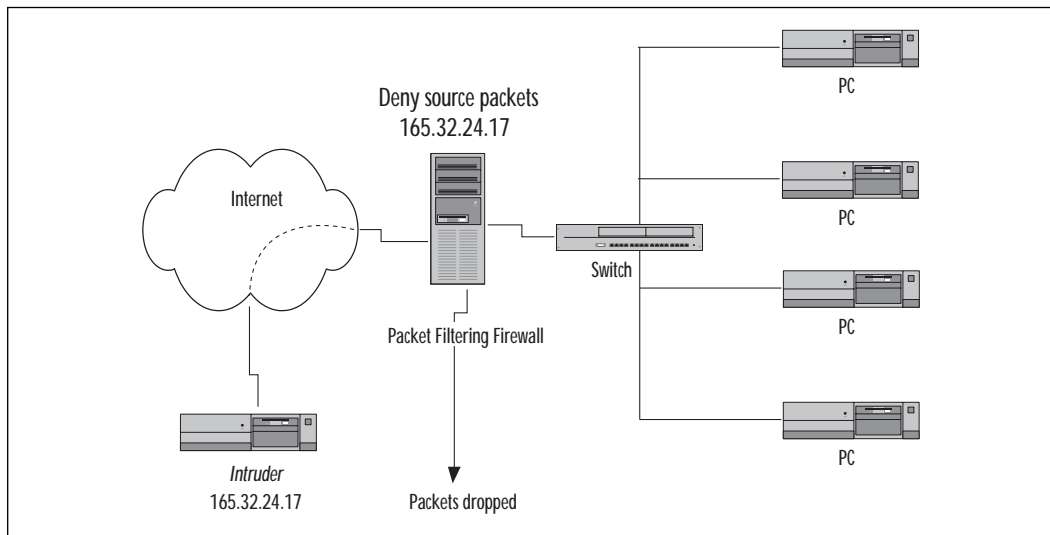 PC
Deny source packets
165.32.24.17
PC
Internet
Switch
PC
Packet Filtering Firewall
Intruder
165.32.24.17
PC
Packets dropped